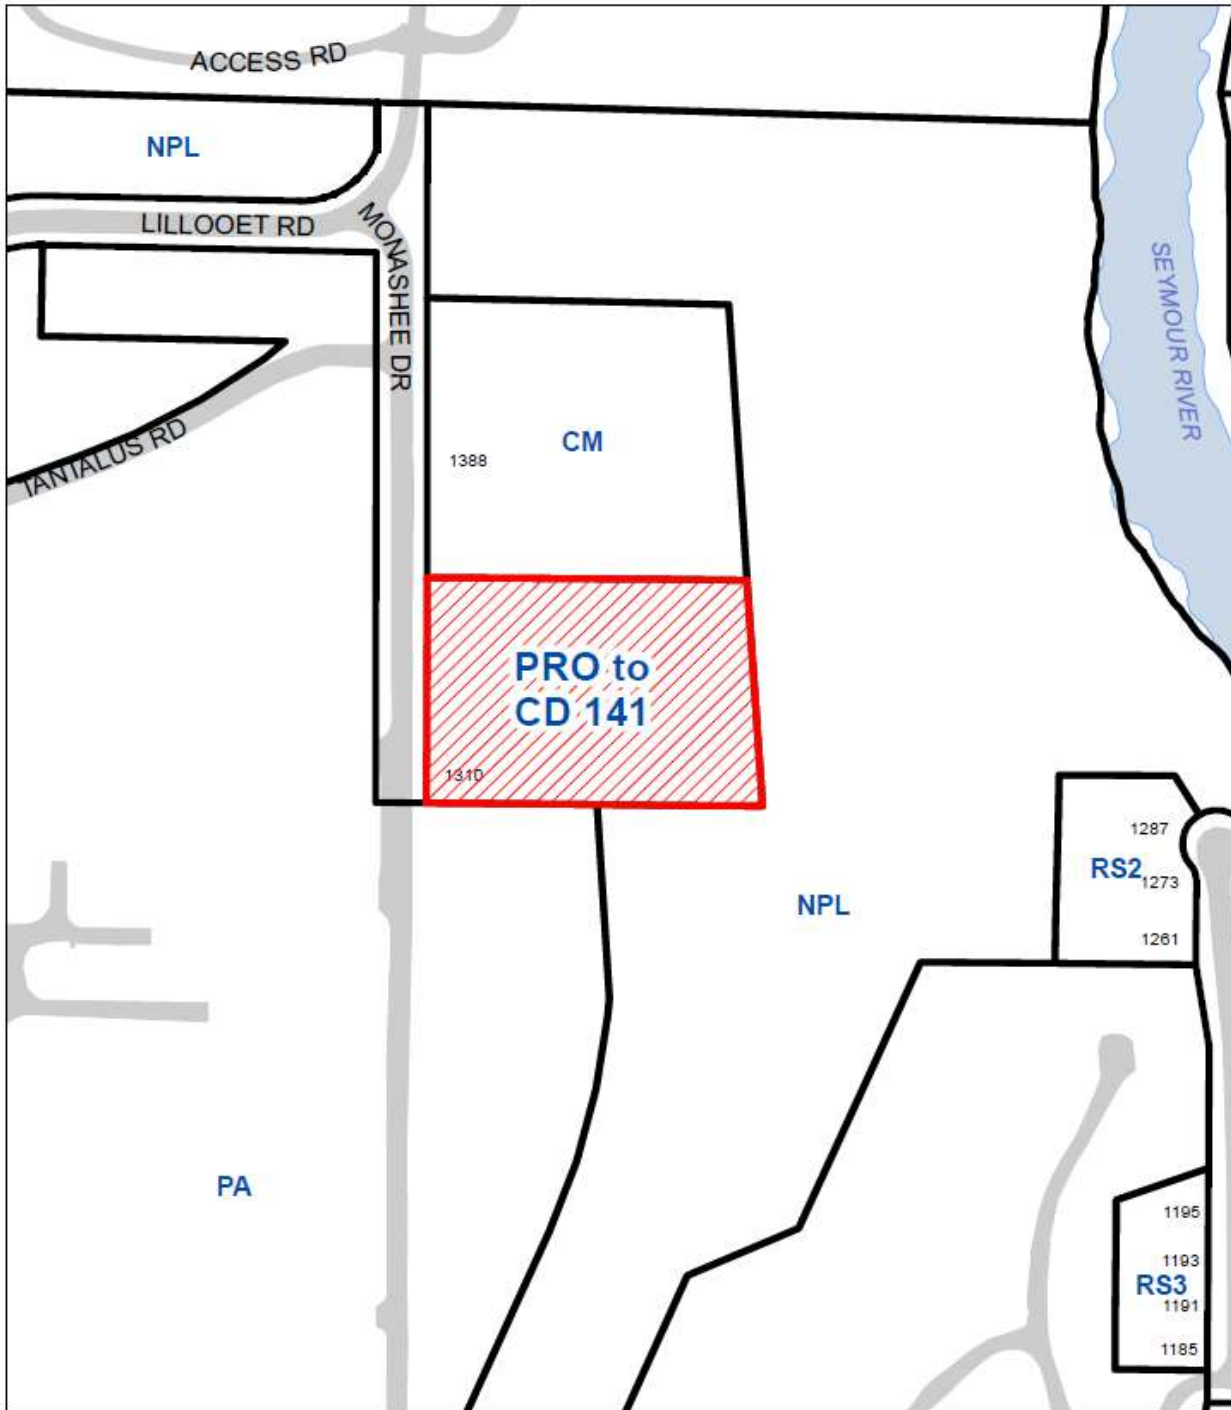 ACCESS RD
NPL
LILLOOET RD
MONASHEE DR
SEYMOUR RIVER
TANTALUS RD
CM
1388
PRO to
CD 141
1310
1287
RS2
1273
NPL
1261
PA
1195
1193
RS3
1191
1185